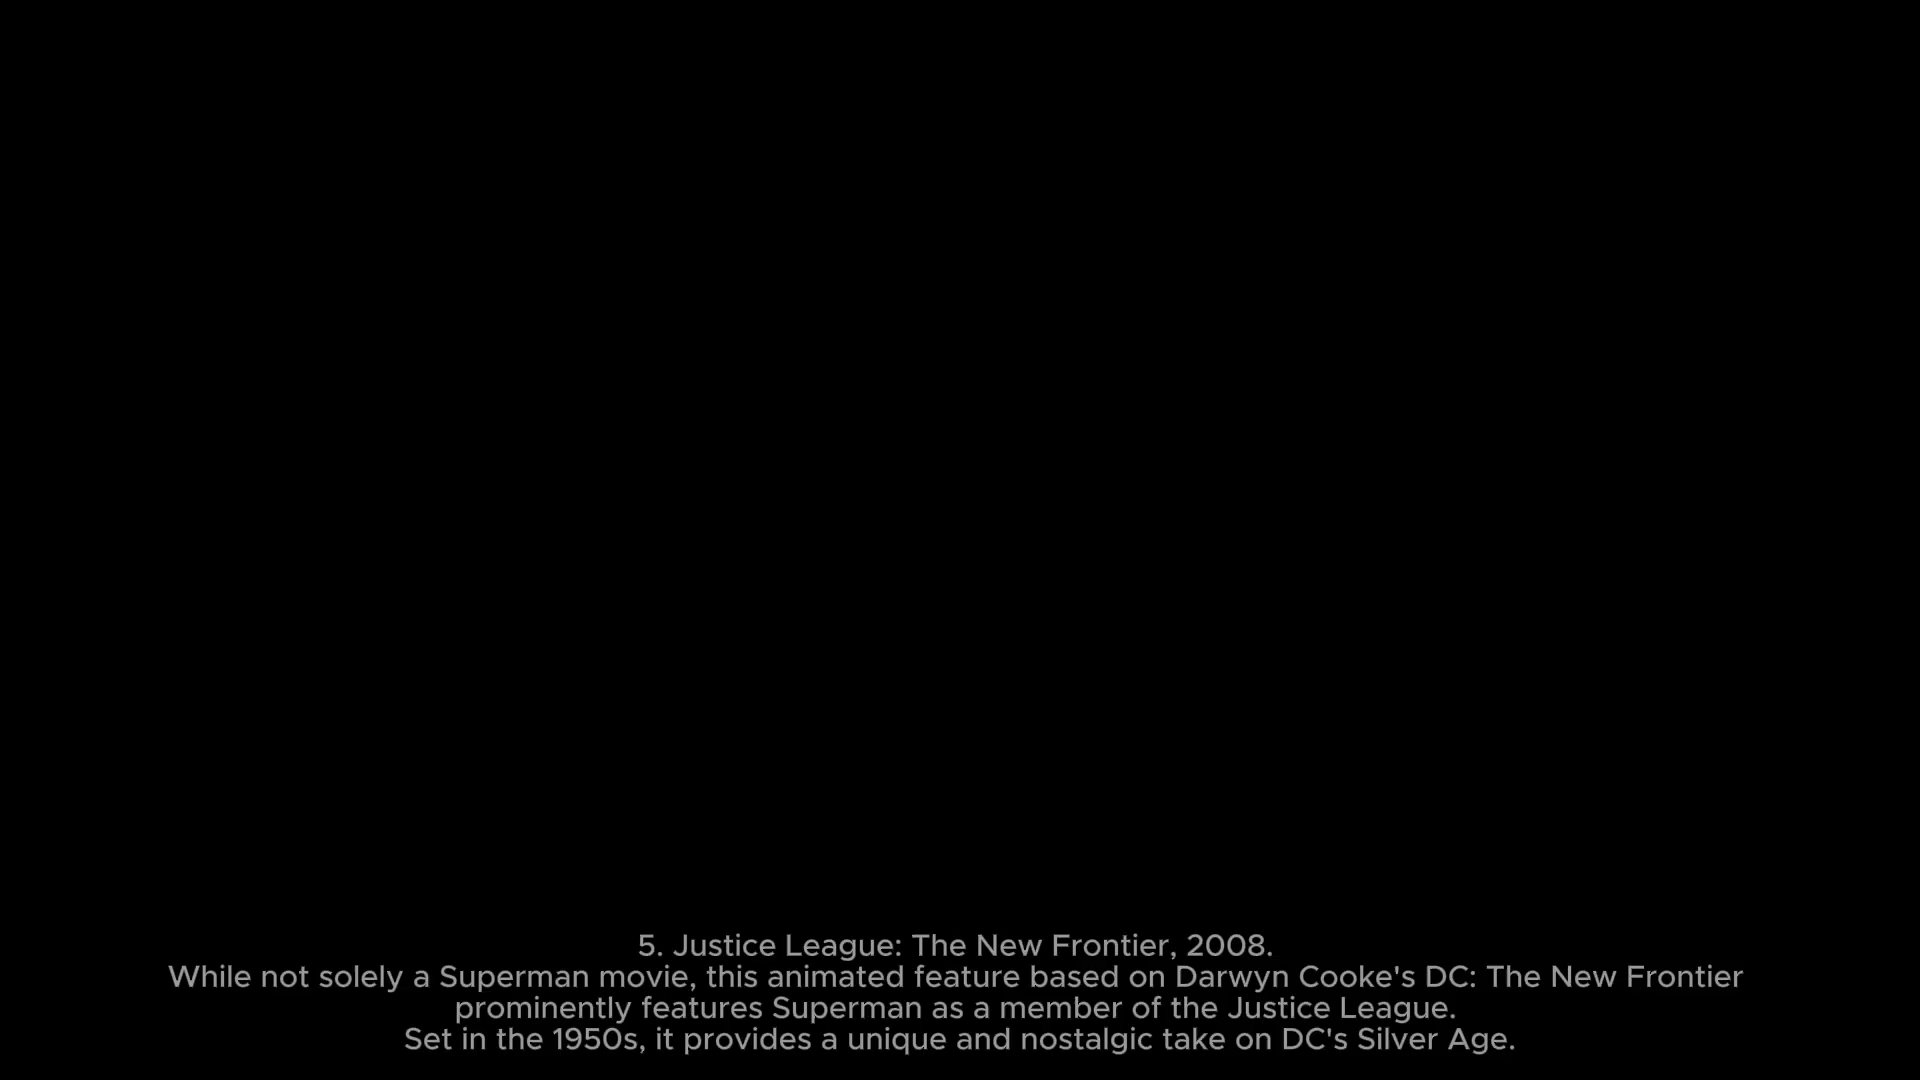 5. Justice League: The New Frontier, 2008.
While not solely a Superman movie, this animated feature based on Darwyn Cooke's DC: The New Frontier
prominently features Superman as a member of the Justice League.
Set in the 1950s, it provides a unique and nostalgic take on DC's Silver Age.